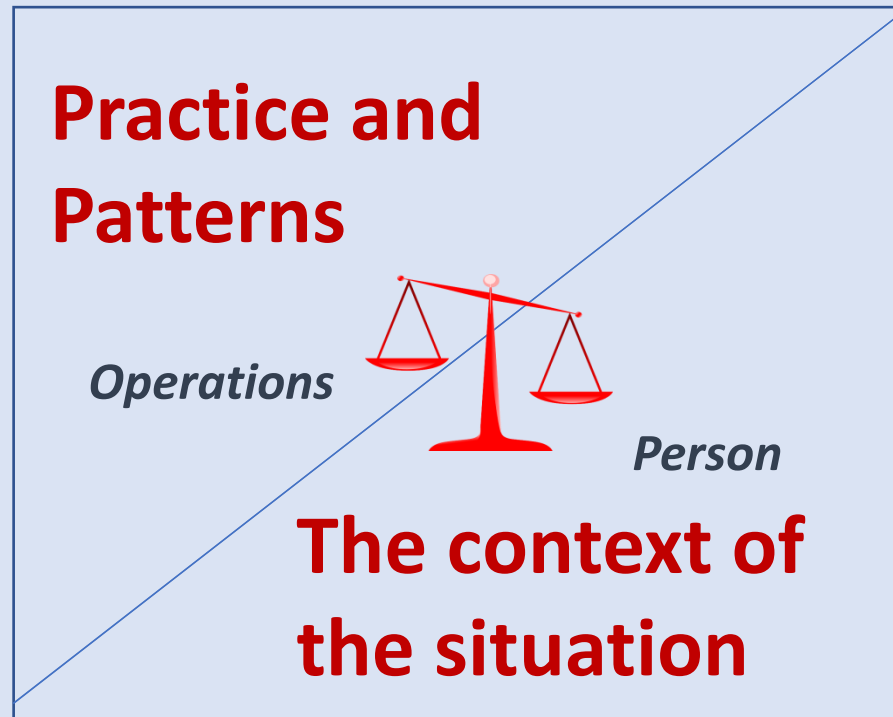 Practice and
Patterns
Operations
Person
The context of
the situation